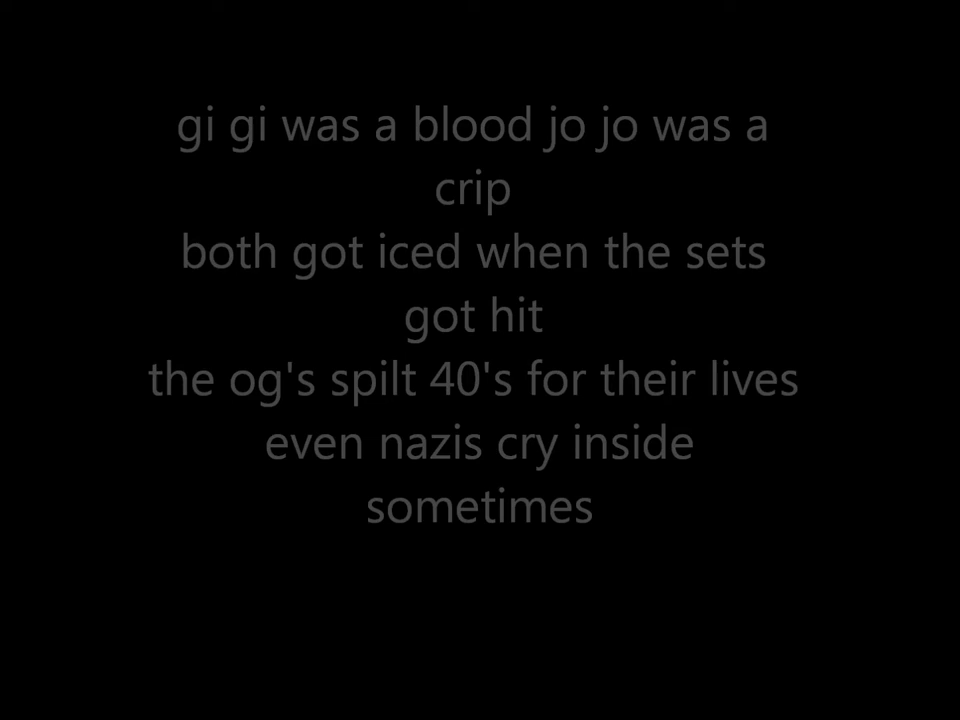 gi gi was a blood jo jo was a
crip
both got iced when the sets
got hit
the og's spilt 40's for their lives
even nazis cry inside
sometimes